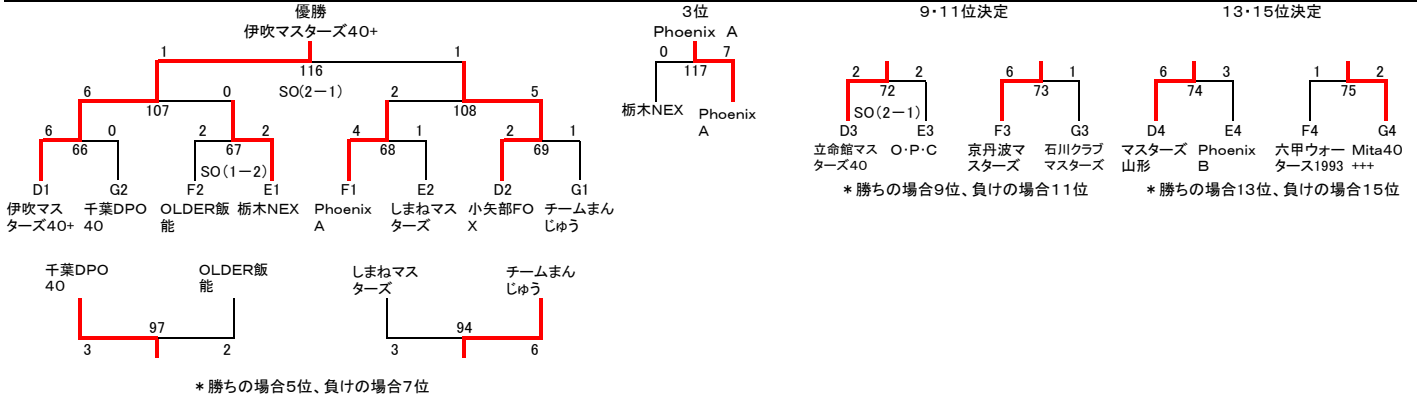 優勝
伊吹マスターズ40+
1
1
116
SO(2-1)
6
0
107
2
5
108
6
0
66
2
2
67
SO(1-2)
4
1
68
2
1
69
D1
G2
F2
E1
F1
E2
D2
G1
伊吹マス
ターズ40+
千葉DPO
40
OLDER飯
能
栃木NEX
Phoenix
A
しまねマス
ターズ
小矢部FO
X
チームまん
じゅう
千葉DPO
40
OLDER飯
能
97
3
2
しまねマス
ターズ
チームまん
じゅう
94
3
6
*勝ちの場合5位、負けの場合7位
3位
Phoenix A
0
7
117
栃木NEX
Phoenix
A
9・11位決定
2
2
72
SO(2-1)
D3
E3
立命館マス
ターズ40
O・P・C
6
1
73
F3
G3
京丹波マ
スターズ
石川クラブ
マスターズ
*勝ちの場合9位、負けの場合11位
13・15位決定
6
3
74
D4
E4
マスターズ
山形
Phoenix
B
1
2
75
F4
G4
六甲ウォー
タース1993
Mita40
+++
*勝ちの場合13位、負けの場合15位